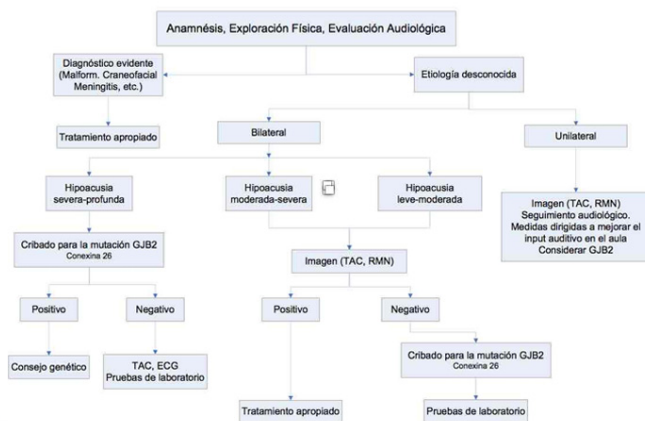 Anamnésis, Exploración Física, Evaluación Audiológica
Diagnóstico evidente
(Malform. Craneofacial
Meningitis, etc.)
Etiología desconocida
Tratamiento apropiado
Bilateral
Unilateral
Hipoacusia
severa-profunda
Hipoacusia
moderada-severa
Hipoacusia
leve-moderada
Imagen (TAC, RMN)
Seguimiento audiológico.
Medidas dirigidas a mejorar el
input auditivo en el aula
Considerar GJB2
Cribado para la mutación GJB2
Conexina 26
Imagen (TAC, RMN)
Positivo
Negativo
Positivo
Negativo
Consejo genético
TAC, ECG
Pruebas de laboratorio
Cribado para la mutación GJB2
Conexina 26
Tratamiento apropiado
Pruebas de laboratorio